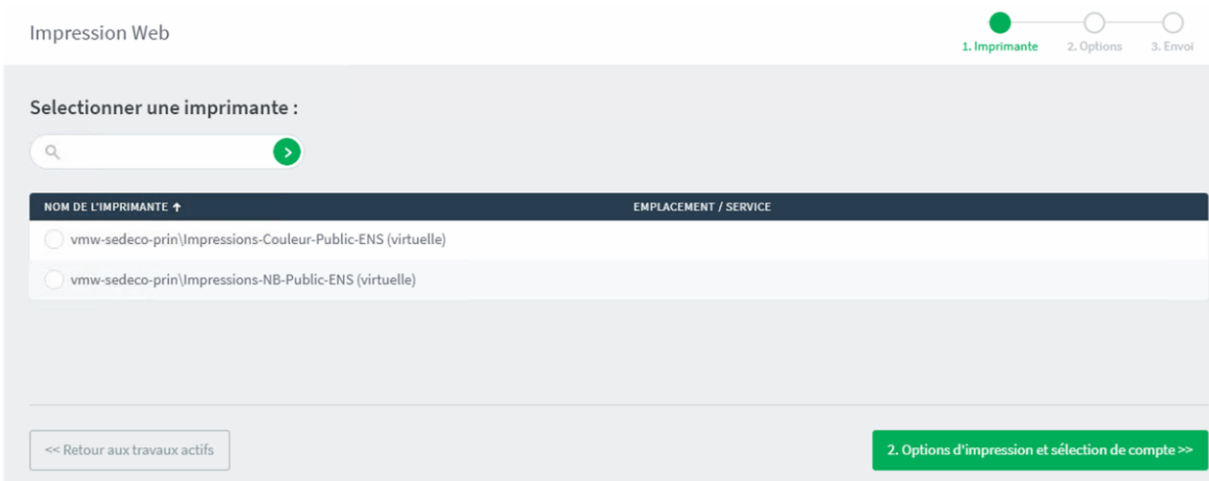 Impression Web
1. Imprimante 2. Options 3. Envoi
Selectionner une imprimante :
NOM DE L'IMPRIMANTE ↑ EMPLACEMENT / SERVICE
vmw-sedeco-prin\Impressions-Couleur-Public-ENS (virtuelle)
vmw-sedeco-prin\Impressions-NB-Public-ENS (virtuelle)
<< Retour aux travaux actifs 2. Options d'impression et sélection de compte >>